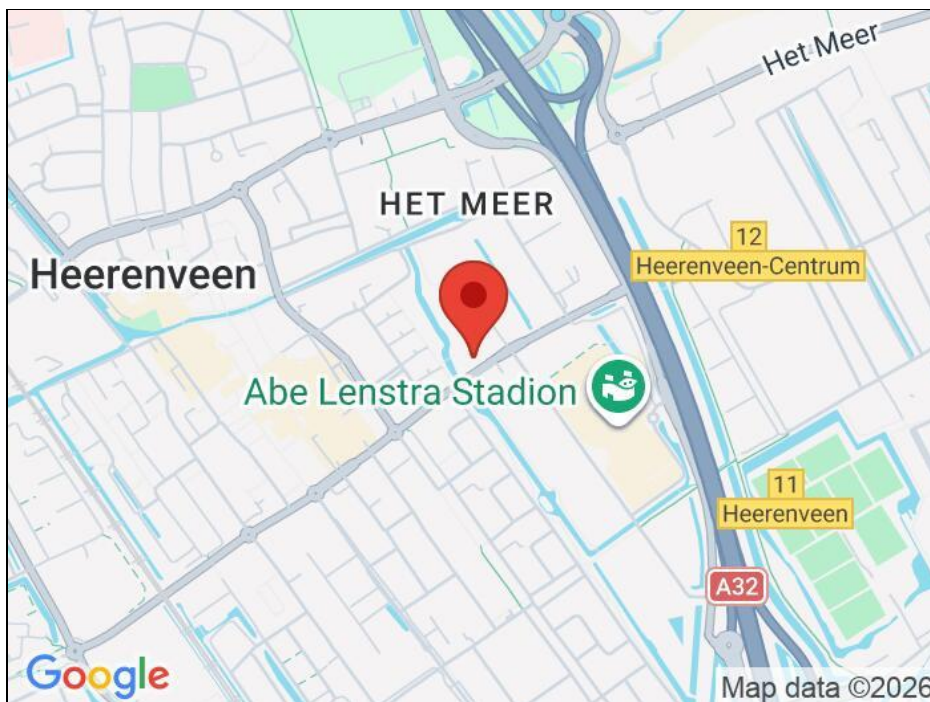 Het Meer
HET MEER
12
Heerenveen-Centrum
Heerenveen
Abe Lenstra Stadion
11
Heerenveen
A32
Google
Map data ©2026